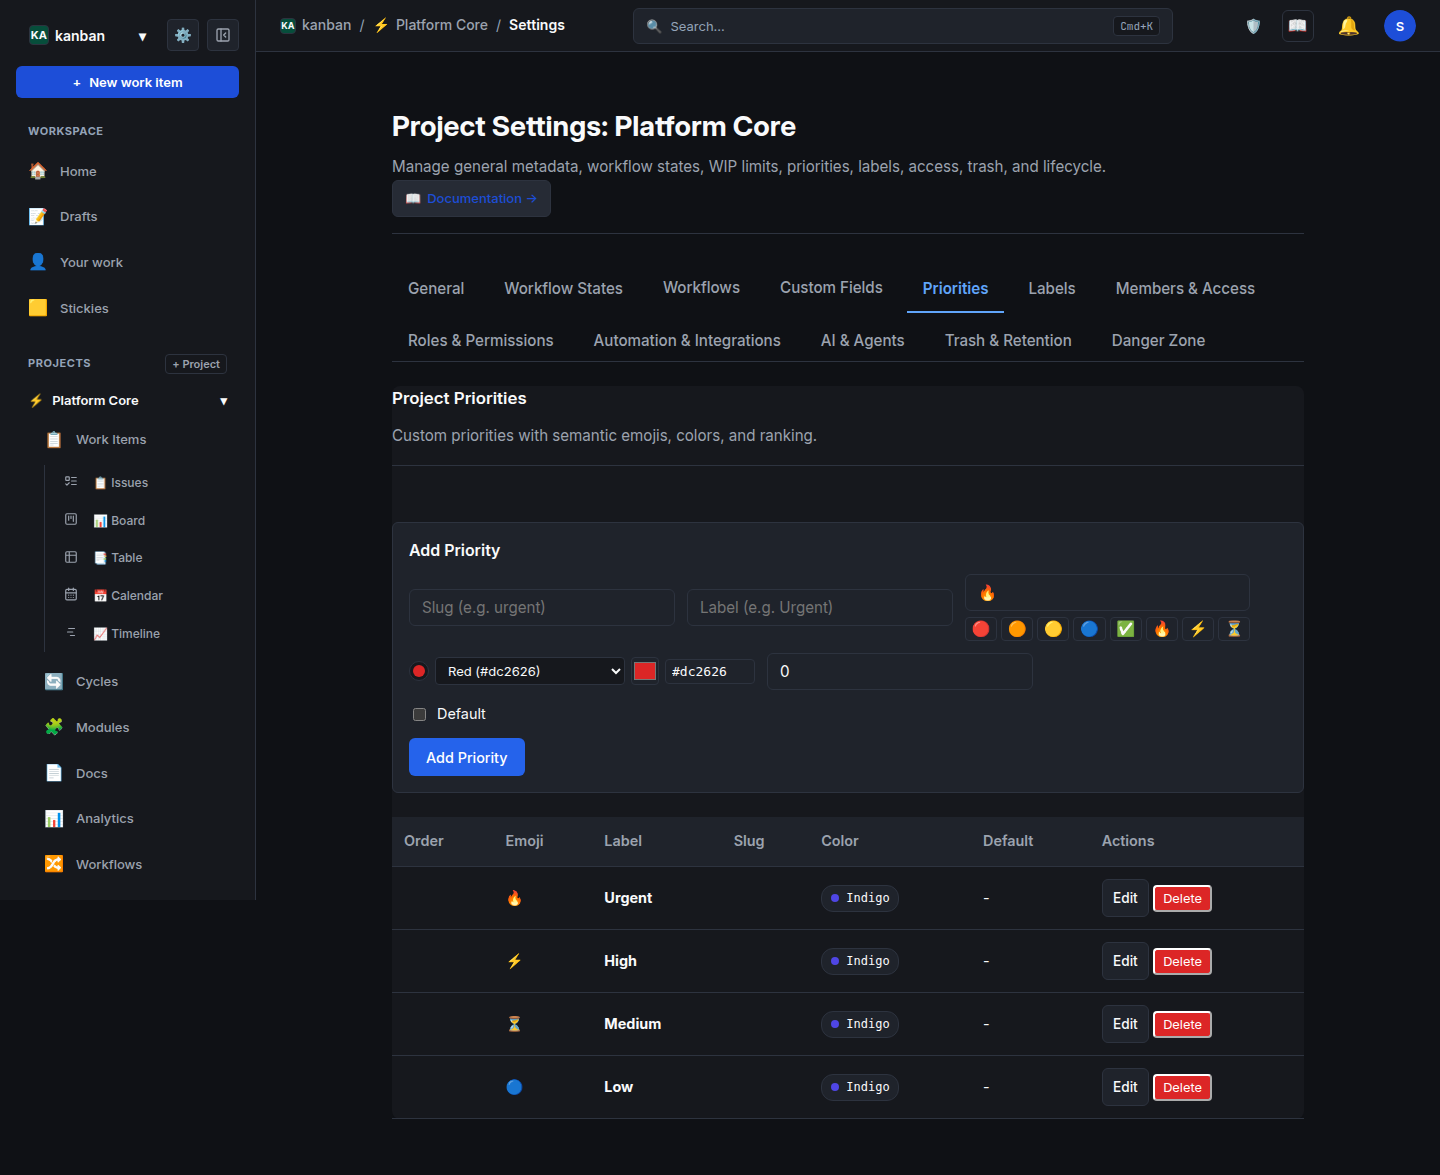 KA kanban ▾
+ New work item
WORKSPACE
Home
Drafts
Your work
Stickies
PROJECTS + Project
Platform Core ▾
Work Items
Issues
Board
Table
Calendar
Timeline
Cycles
Modules
Docs
Analytics
Workflows
KA kanban / Platform Core / Settings
Search... Cmd+K
S
Project Settings: Platform Core
Manage general metadata, workflow states, WIP limits, priorities, labels, access, trash, and lifecycle.
Documentation →
General Workflow States Workflows Custom Fields Priorities Labels Members & Access
Roles & Permissions Automation & Integrations AI & Agents Trash & Retention Danger Zone
Project Priorities
Custom priorities with semantic emojis, colors, and ranking.
Add Priority
Slug (e.g. urgent) Label (e.g. Urgent)
Red (#dc2626) #dc2626 0
Default
Add Priority
Order Emoji Label Slug Color Default Actions
Urgent Indigo - Edit Delete
High Indigo - Edit Delete
Medium Indigo - Edit Delete
Low Indigo - Edit Delete